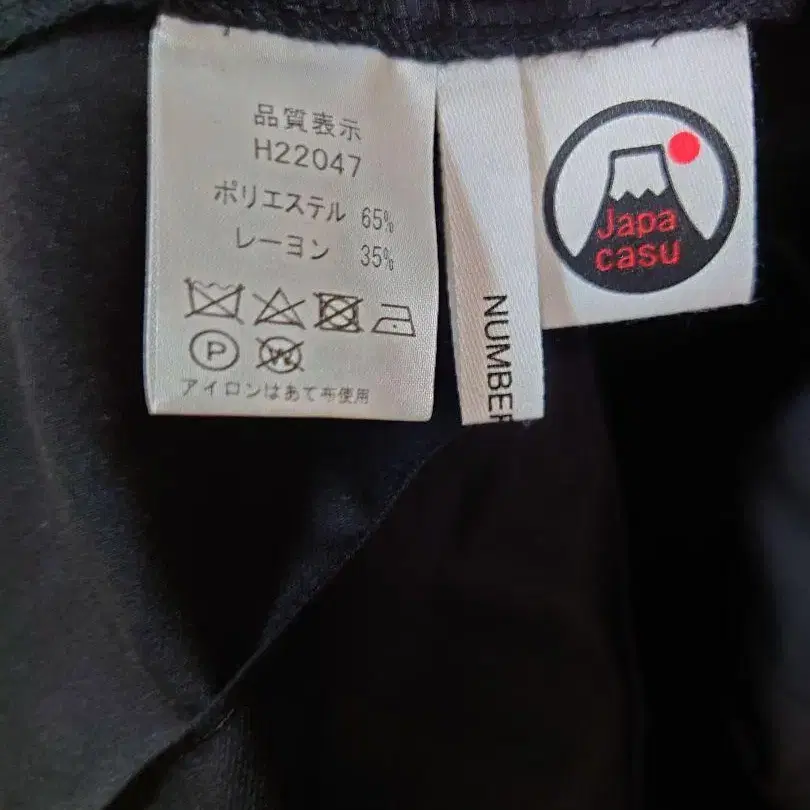 品質表示
H22047
ポリエステル 65%
レーヨン 35%
P
W
アイロンはあて布使用
NUMBER
Japa
casu